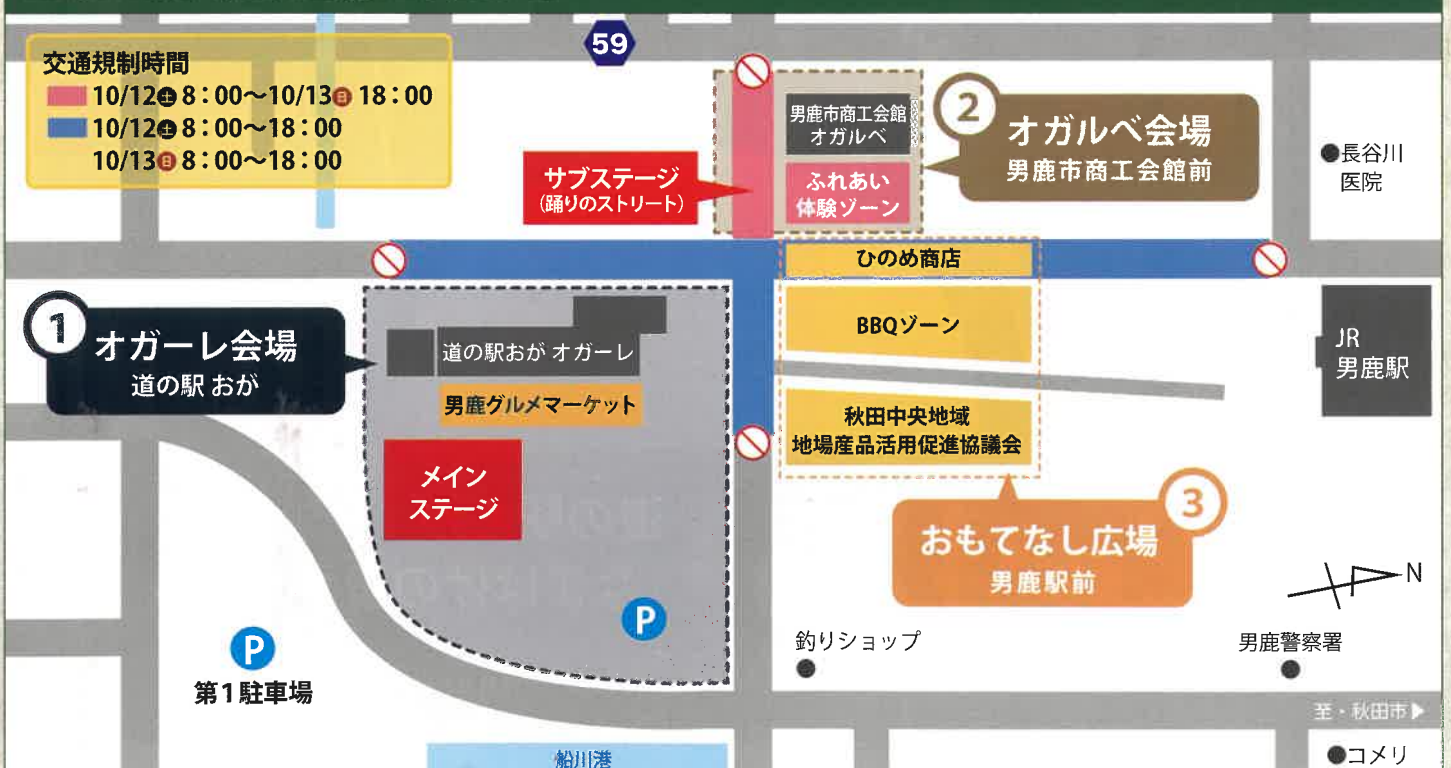 59
交通規制時間
10/12土8：00～10/13日 18：00
10/12土8：00～18：00
10/13日8：00～18：00
男鹿市商工会館
オガルベ
ふれあい
体験ゾーン
サブステージ
（踊りのストリート）
2
オガルベ会場
男鹿市商工会館前
長谷川
医院
ひのめ商店
BBQゾーン
秋田中央地域
地場産品活用促進協議会
1
オガーレ会場
道の駅 おが
道の駅おが オガーレ
男鹿グルメマーケット
メイン
ステージ
JR
男鹿駅
3
おもてなし広場
男鹿駅前
N
P
P
第1駐車場
釣りショップ
男鹿警察署
至・秋田市▶
船川港
コメリ